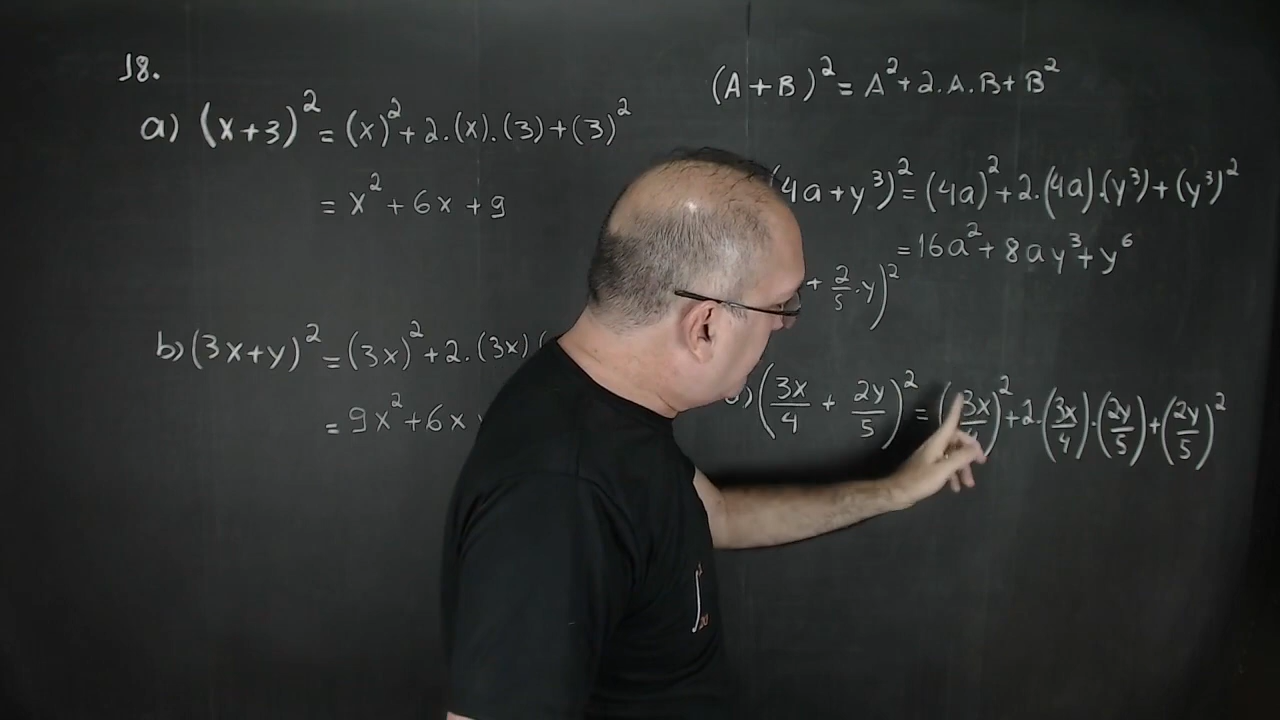 18.
a) (x+3)² = (x)² + 2.(x).(3) + (3)²
= x² + 6x + 9
b) (3x+y)² = (3x)² + 2.(3x)
= 9x² + 6x
(A+B)² = A² + 2.A.B + B²
(4a+y³)² = (4a)² + 2.(4a).(y³) + (y³)²
= 16a² + 8ay³ + y⁶
+ 2/5 . y)²
) (3x/4 + 2y/5)² = (3x/4)² + 2.(3x/4).(2y/5) + (2y/5)²